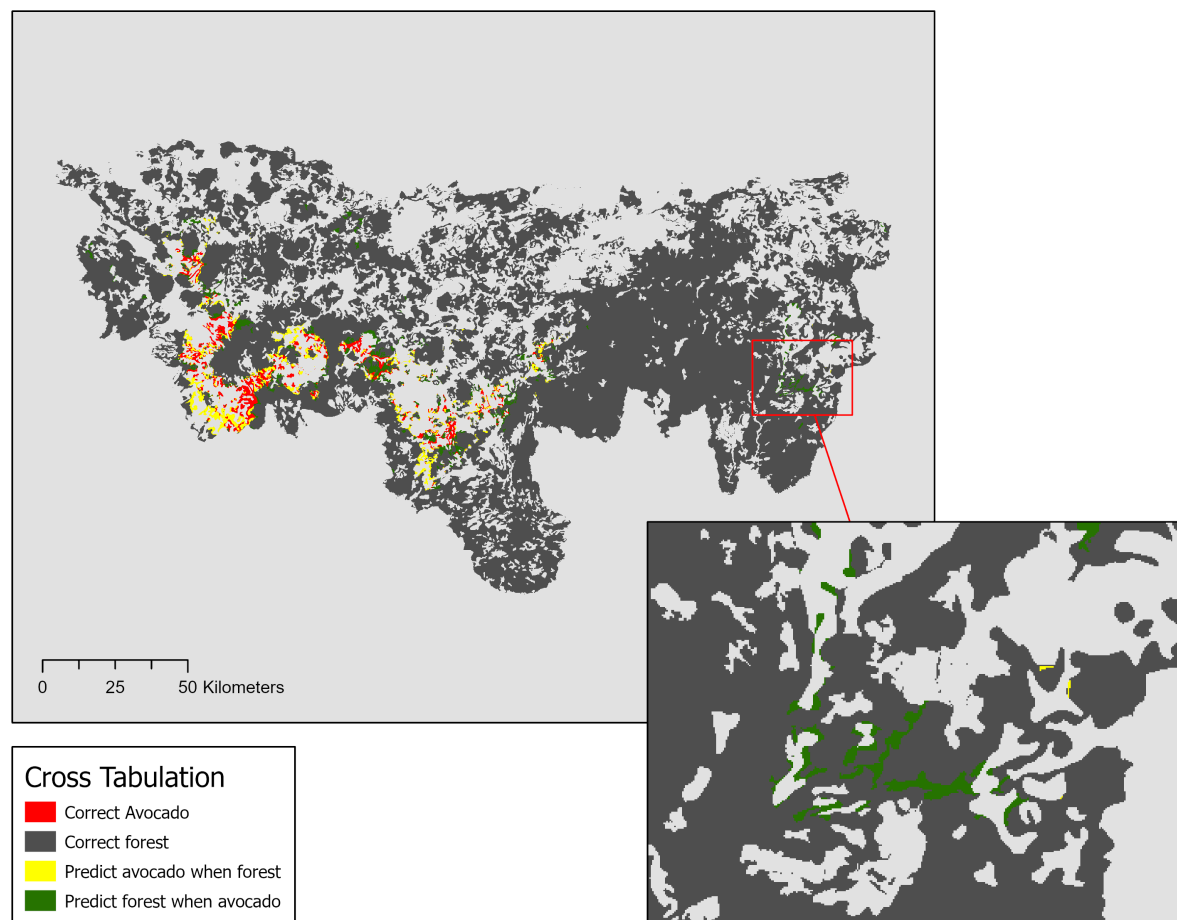 0 25 50 Kilometers
Cross Tabulation
Correct Avocado
Correct forest
Predict avocado when forest
Predict forest when avocado